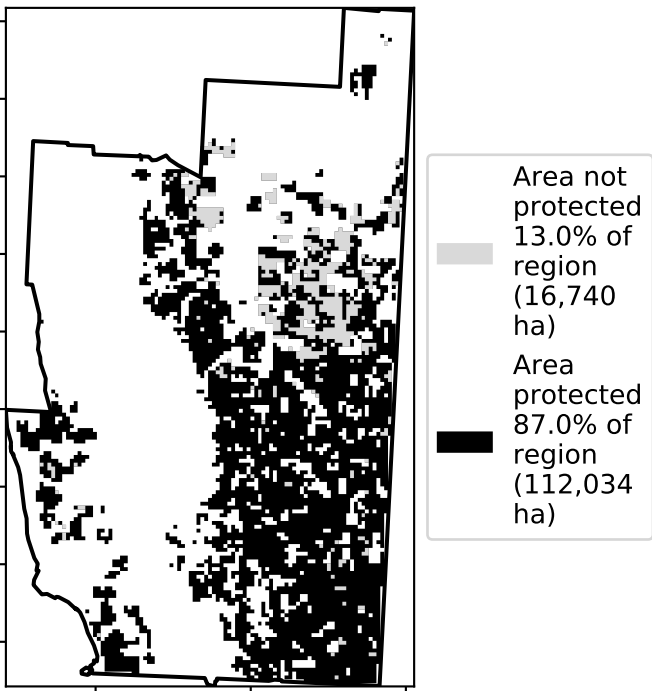 Area not
protected
13.0% of
region
(16,740
ha)
Area
protected
87.0% of
region
(112,034
ha)